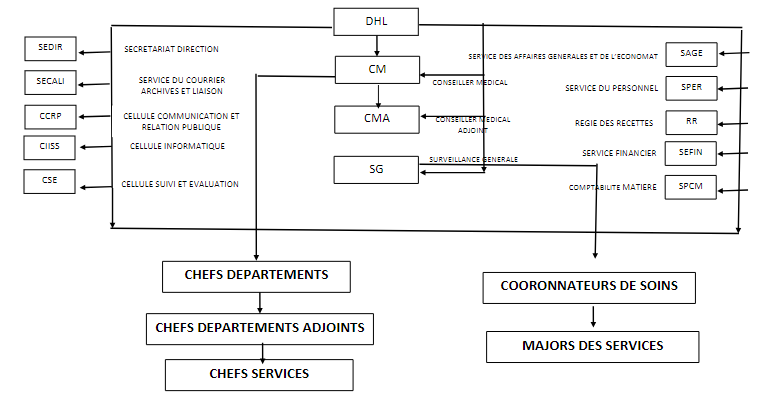 DHL
SEDIR
SECRETARIAT DIRECTION
SERVICE DES AFFAIRES GENERALES ET DE L'ECONOMAT
SAGE
CM
SECALI
SERVICE DU COURRIER
ARCHIVES ET LIAISON
CONSEILLER MEDICAL
SERVICE DU PERSONNEL
SPER
CCRP
CELLULE COMMUNICATION ET
RELATION PUBLIQUE
CMA
CONSEILLER MEDICAL
ADJOINT
REGIE DES RECETTES
RR
CIISS
CELLULE INFORMATIQUE
SURVEILLANCE GENERALE
SERVICE FINANCIER
SEFIN
CSE
CELLULE SUIVI ET EVALUATION
SG
COMPTABILITE MATIERE
SPCM
CHEFS DEPARTEMENTS
COORONNATEURS DE SOINS
CHEFS DEPARTEMENTS ADJOINTS
MAJORS DES SERVICES
CHEFS SERVICES